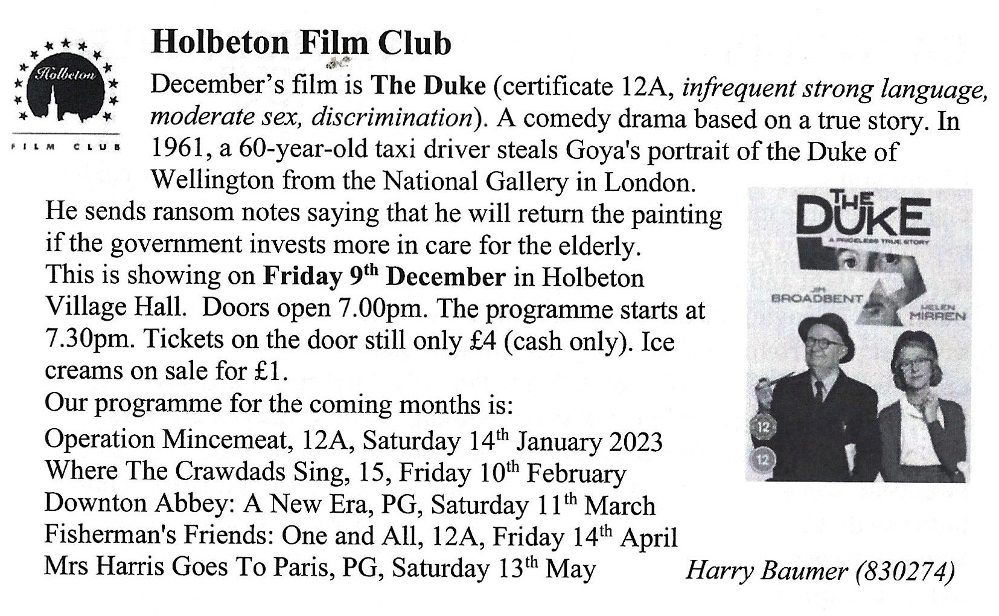 Holbeton Film Club
Holbeton
FILM CLUB
December’s film is The Duke (certificate 12A, infrequent strong language,
moderate sex, discrimination). A comedy drama based on a true story. In
1961, a 60-year-old taxi driver steals Goya's portrait of the Duke of
Wellington from the National Gallery in London.
He sends ransom notes saying that he will return the painting
if the government invests more in care for the elderly.
This is showing on Friday 9th December in Holbeton
Village Hall. Doors open 7.00pm. The programme starts at
7.30pm. Tickets on the door still only £4 (cash only). Ice
creams on sale for £1.
Our programme for the coming months is:
Operation Mincemeat, 12A, Saturday 14th January 2023
Where The Crawdads Sing, 15, Friday 10th February
Downton Abbey: A New Era, PG, Saturday 11th March
Fisherman's Friends: One and All, 12A, Friday 14th April
Mrs Harris Goes To Paris, PG, Saturday 13th May
Harry Baumer (830274)
THE
DUKE
A PRICELESS TRUE STORY
JIM
BROADBENT
HELEN
MIRREN
12
12